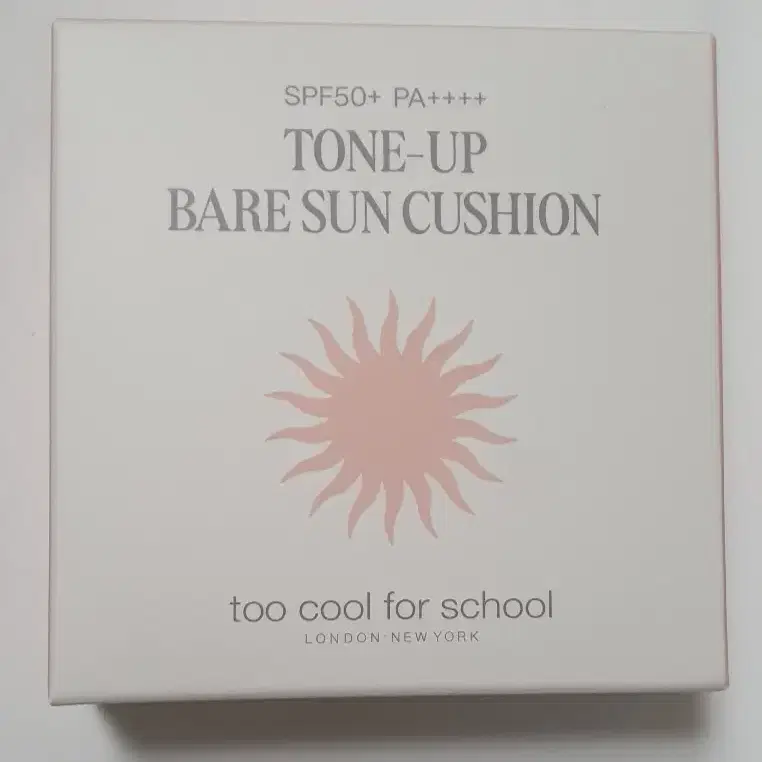 SPF50+ PA++++
TONE-UP
BARE SUN CUSHION
too cool for school
LONDON·NEW YORK